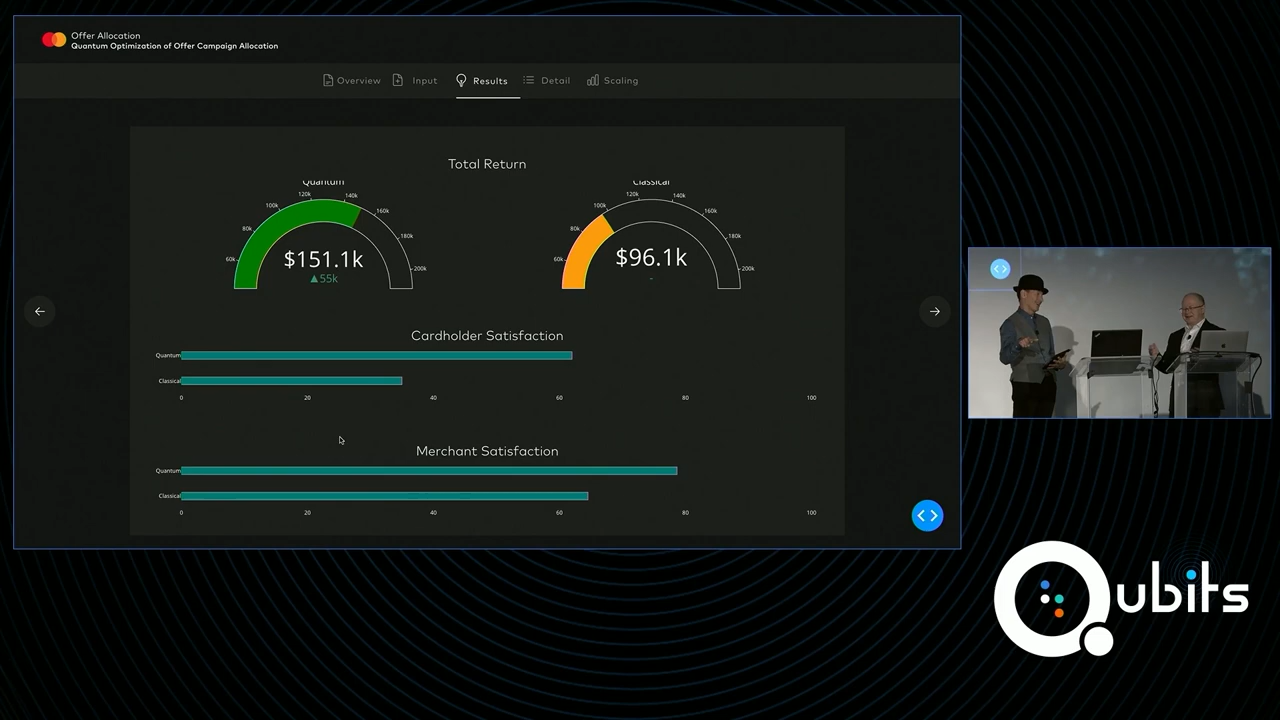 Offer Allocation
Quantum Optimization of Offer Campaign Allocation
Overview
Input
Results
Detail
Scaling
Total Return
Quantum
Classical
60k
80k
100k
120k
140k
160k
180k
200k
$151.1k
▲55k
60k
80k
100k
120k
140k
160k
180k
200k
$96.1k
-
Cardholder Satisfaction
Quantum
Classical
0 20 40 60 80 100
Merchant Satisfaction
Quantum
Classical
0 20 40 60 80 100
Qubits